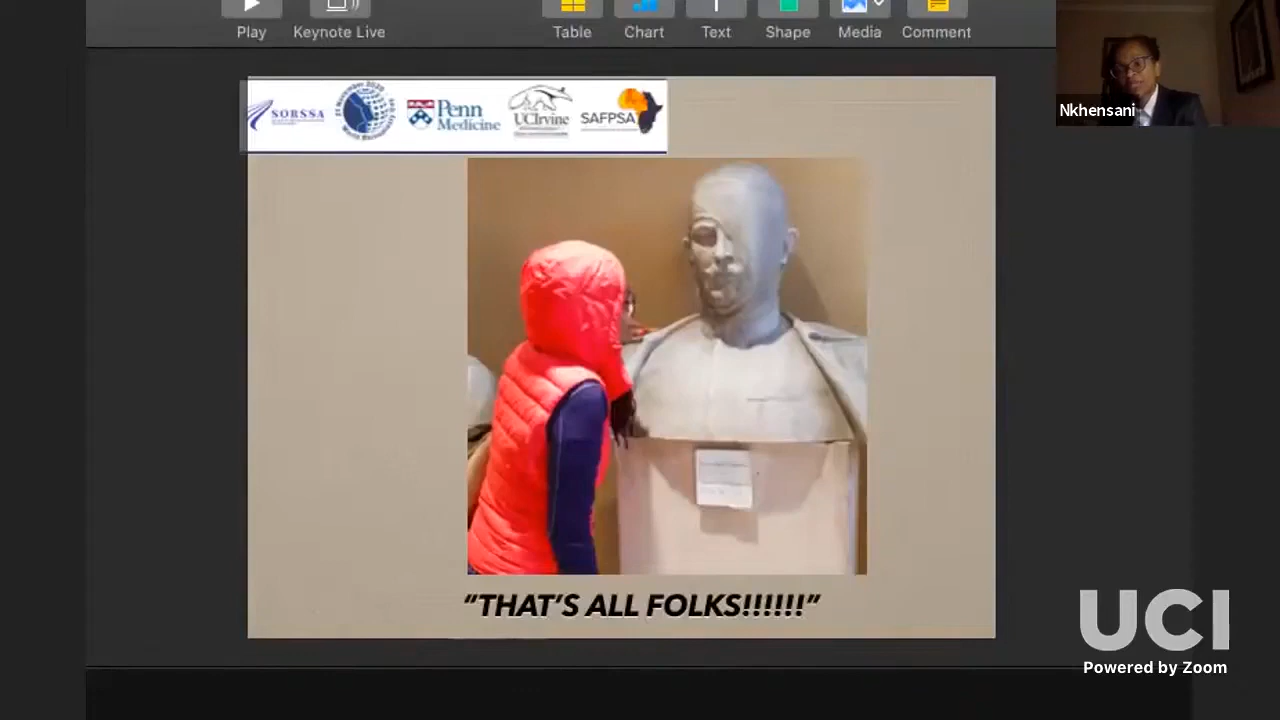 Play
Keynote Live
Table
Chart
Text
Shape
Media
Comment
Nkhensani
SORSSA
Penn
Medicine
UCIrvine
SAFPSA
"THAT'S ALL FOLKS!!!!!!"
UCI
Powered by Zoom